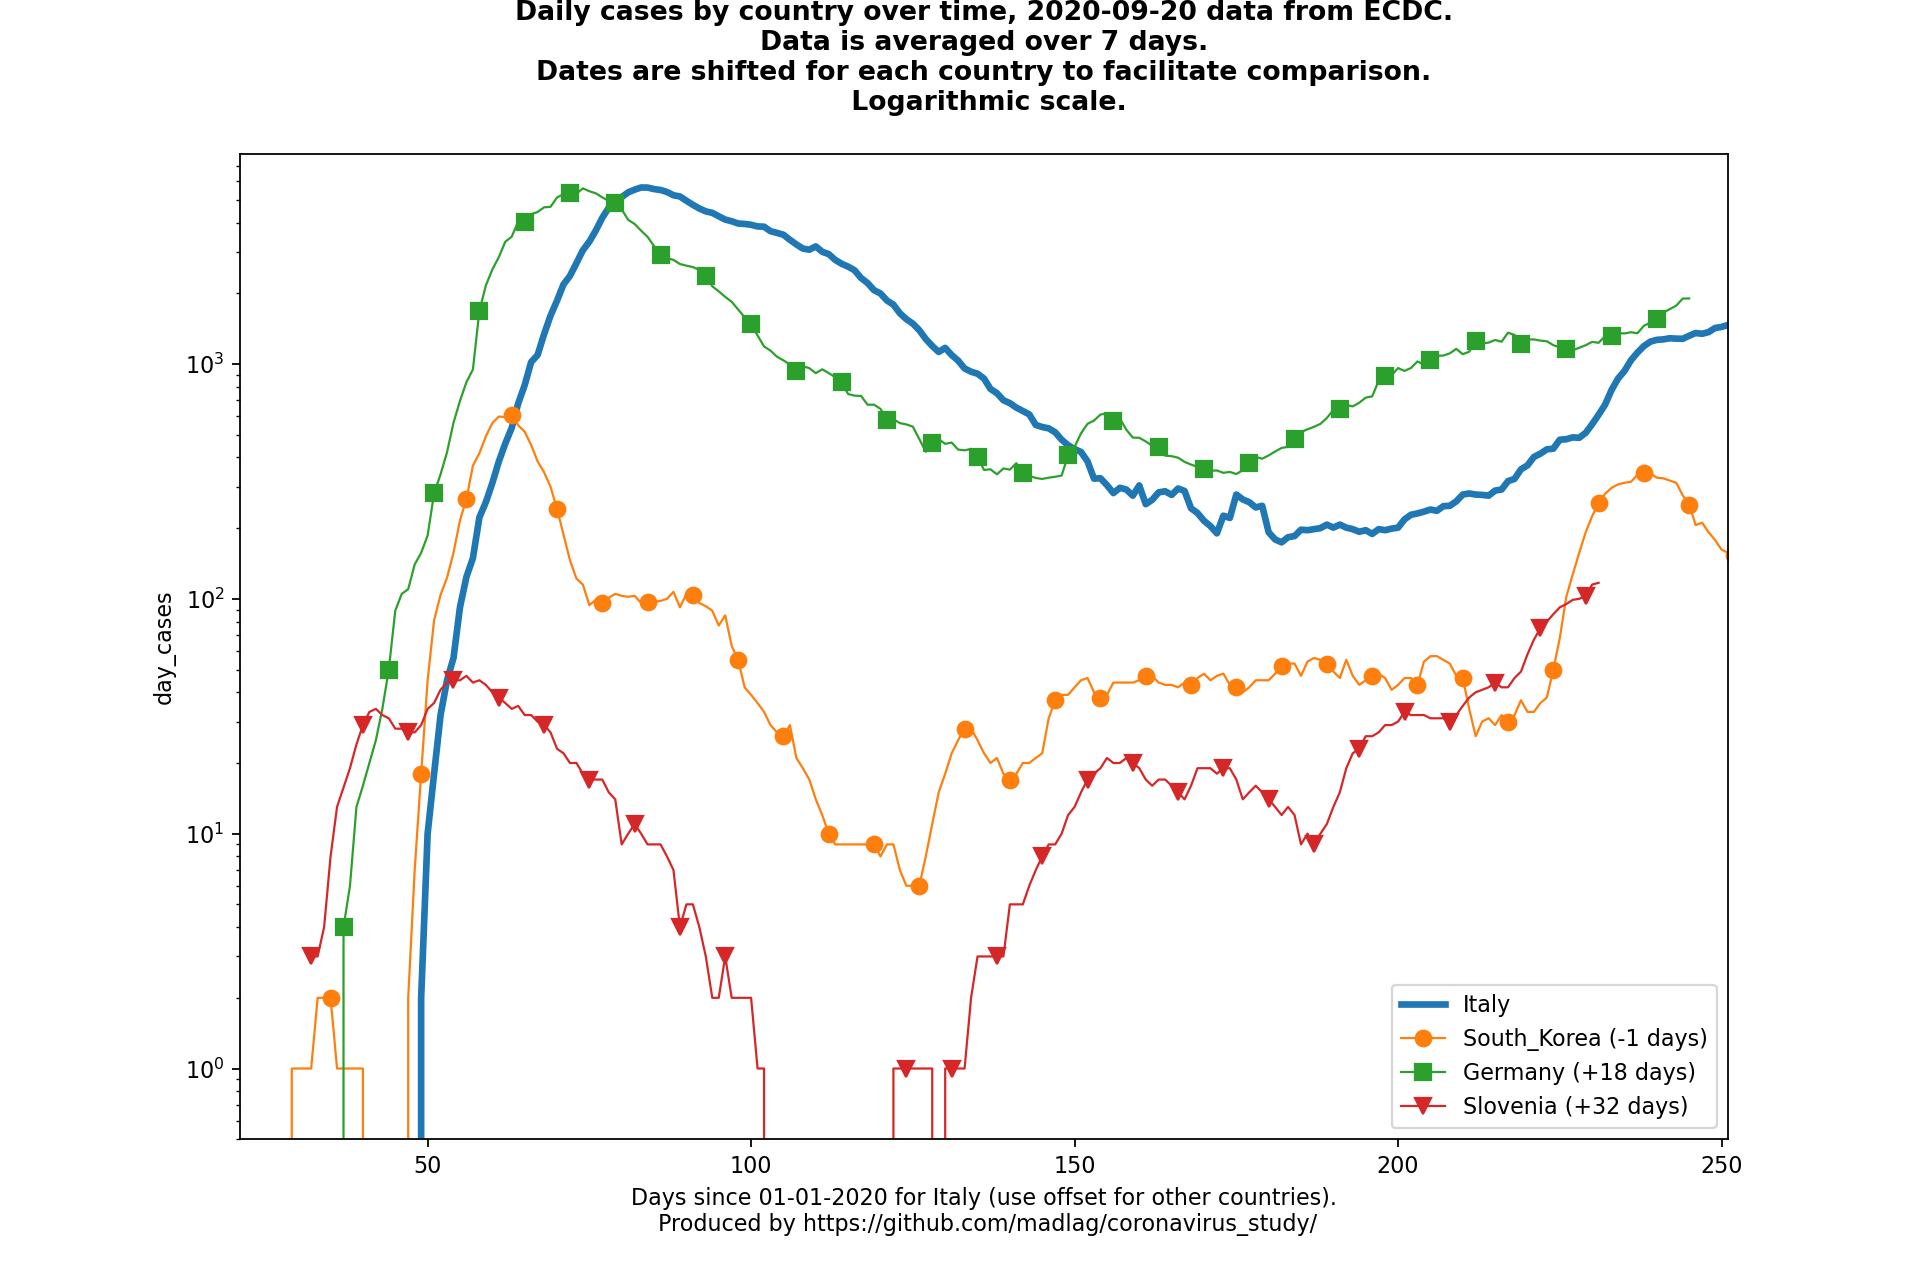 Daily cases by country over time, 2020-09-20 data from ECDC.
Data is averaged over 7 days.
Dates are shifted for each country to facilitate comparison.
Logarithmic scale.
10³
10²
10¹
10⁰
day_cases
50 100 150 200 250
Italy
South_Korea (-1 days)
Germany (+18 days)
Slovenia (+32 days)
Days since 01-01-2020 for Italy (use offset for other countries).
Produced by https://github.com/madlag/coronavirus_study/